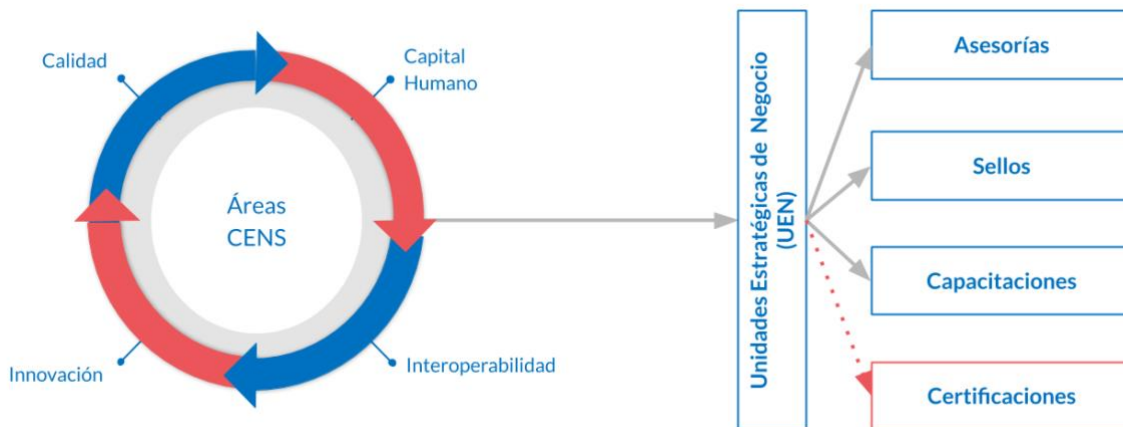 Calidad
Capital
Humano
Áreas
CENS
Innovación
Interoperabilidad
Unidades Estratégicas de Negocio
(UEN)
Asesorías
Sellos
Capacitaciones
Certificaciones